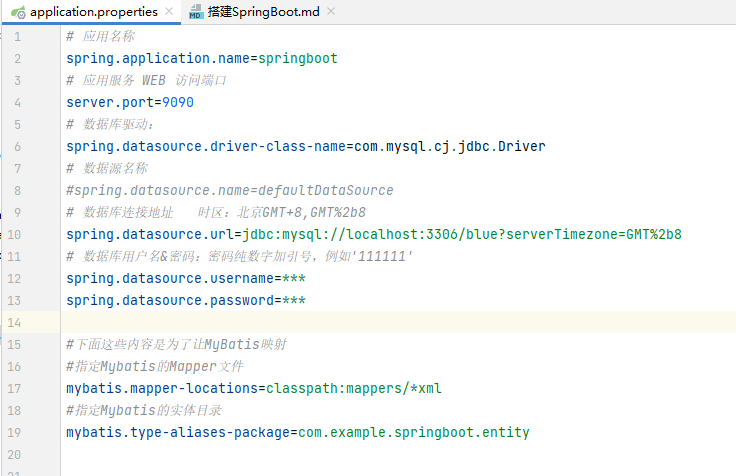 application.properties
搭建SpringBoot.md
1 # 应用名称
2 spring.application.name=springboot
3 # 应用服务 WEB 访问端口
4 server.port=9090
5 # 数据库驱动：
6 spring.datasource.driver-class-name=com.mysql.cj.jdbc.Driver
7 # 数据源名称
8 #spring.datasource.name=defaultDataSource
9 # 数据库连接地址   时区：北京GMT+8,GMT%2b8
10 spring.datasource.url=jdbc:mysql://localhost:3306/blue?serverTimezone=GMT%2b8
11 # 数据库用户名&密码：密码纯数字加引号，例如'111111'
12 spring.datasource.username=***
13 spring.datasource.password=***
14
15 #下面这些内容是为了让MyBatis映射
16 #指定Mybatis的Mapper文件
17 mybatis.mapper-locations=classpath:mappers/*xml
18 #指定Mybatis的实体目录
19 mybatis.type-aliases-package=com.example.springboot.entity
20